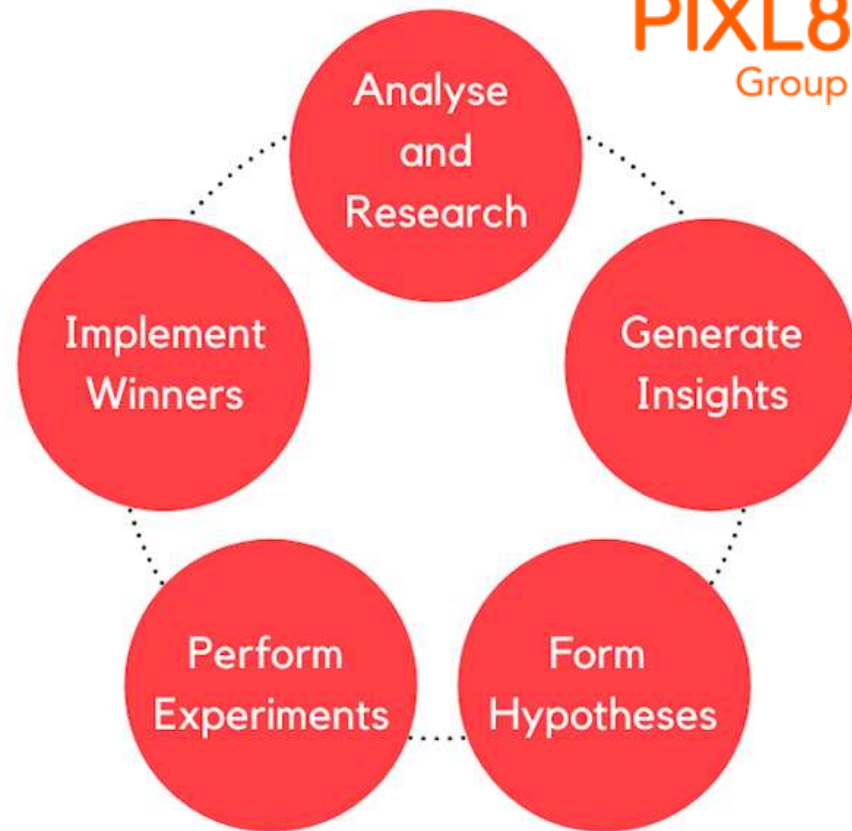 PIXL8
Group
Analyse
and
Research
Generate
Insights
Form
Hypotheses
Perform
Experiments
Implement
Winners